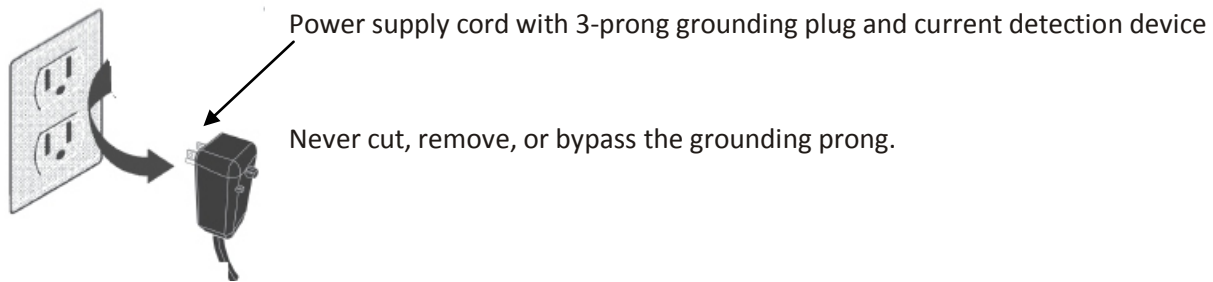 Power supply cord with 3-prong grounding plug and current detection device
Never cut, remove, or bypass the grounding prong.